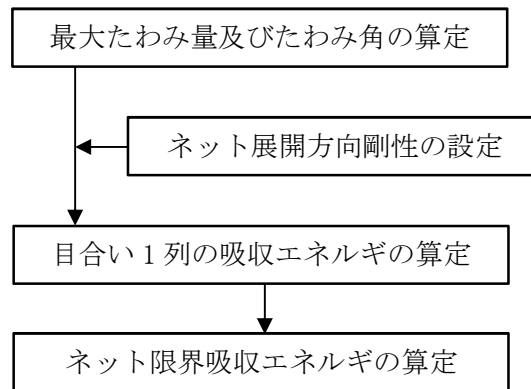 最大たわみ量及びたわみ角の算定
ネット展開方向剛性の設定
目合い1列の吸収エネルギの算定
ネット限界吸収エネルギの算定